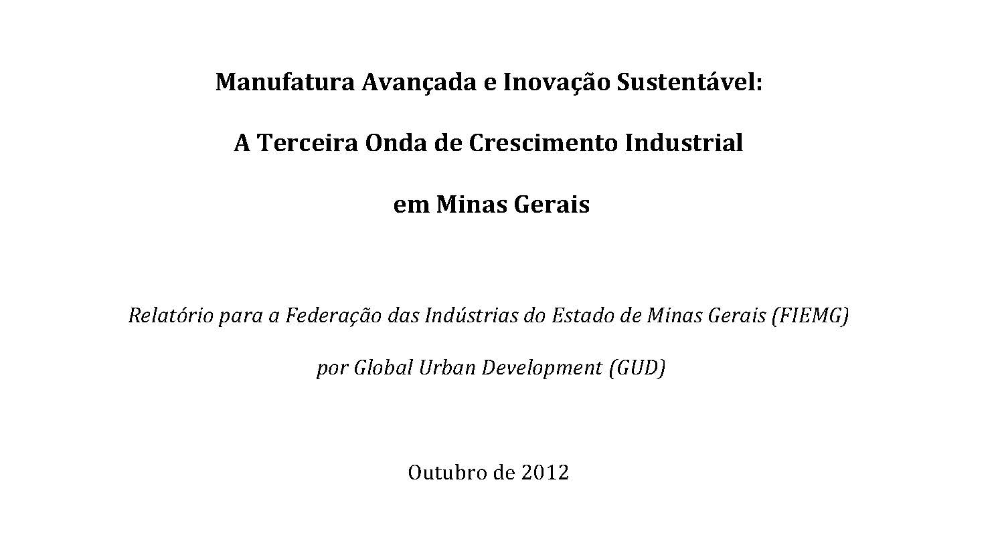 Manufatura Avançada e Inovação Sustentável:
A Terceira Onda de Crescimento Industrial
em Minas Gerais
Relatório para a Federação das Indústrias do Estado de Minas Gerais (FIEMG)
por Global Urban Development (GUD)
Outubro de 2012